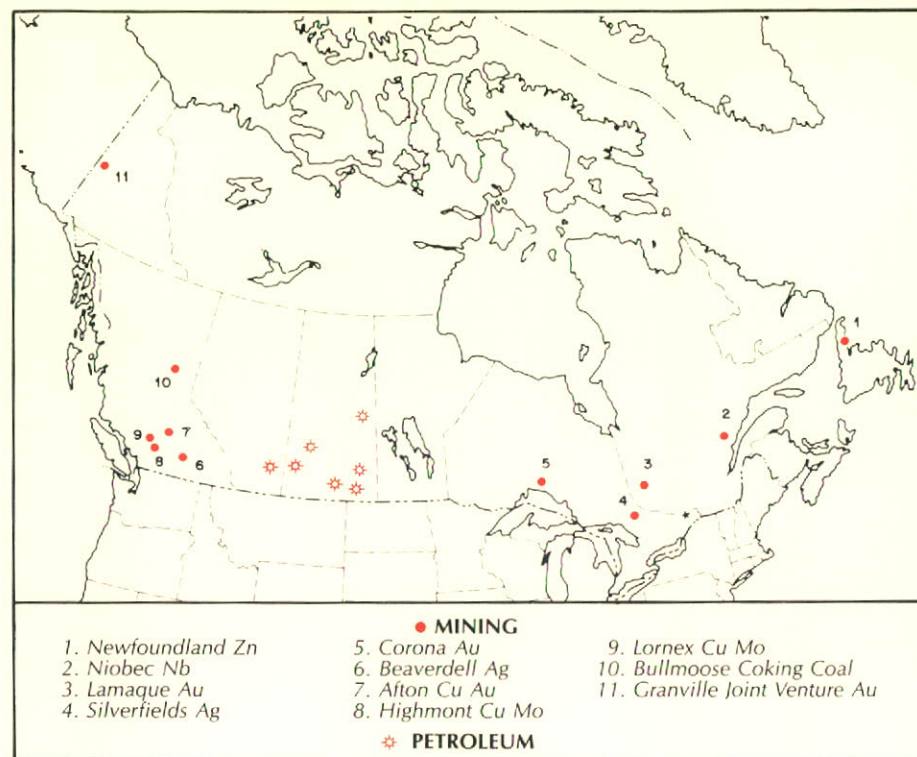 11
1
10
2
9
7
8
6
5
3
4
MINING
1. Newfoundland Zn
2. Niobec Nb
3. Lamaque Au
4. Silverfields Ag
5. Corona Au
6. Beaverdell Ag
7. Afton Cu Au
8. Highmont Cu Mo
9. Lornex Cu Mo
10. Bullmoose Coking Coal
11. Granville Joint Venture Au
PETROLEUM